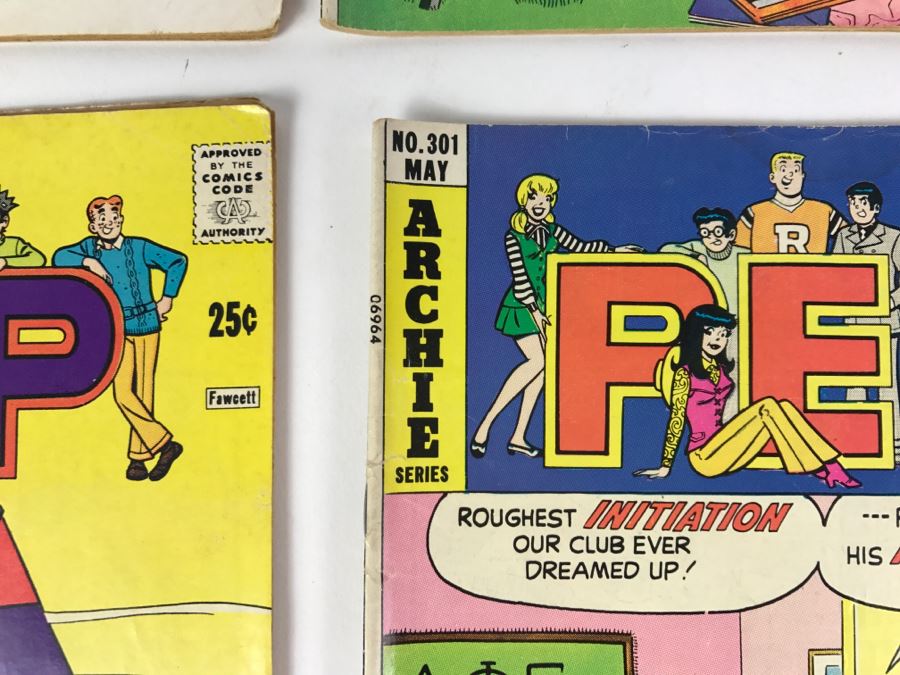 APPROVED
BY THE
COMICS
CODE
CA
AUTHORITY
P
25¢
Fawcett
NO. 301
MAY
ARCHIE
SERIES
06964
R
PE
ROUGHEST INITIATION
OUR CLUB EVER
DREAMED UP!
---
HIS